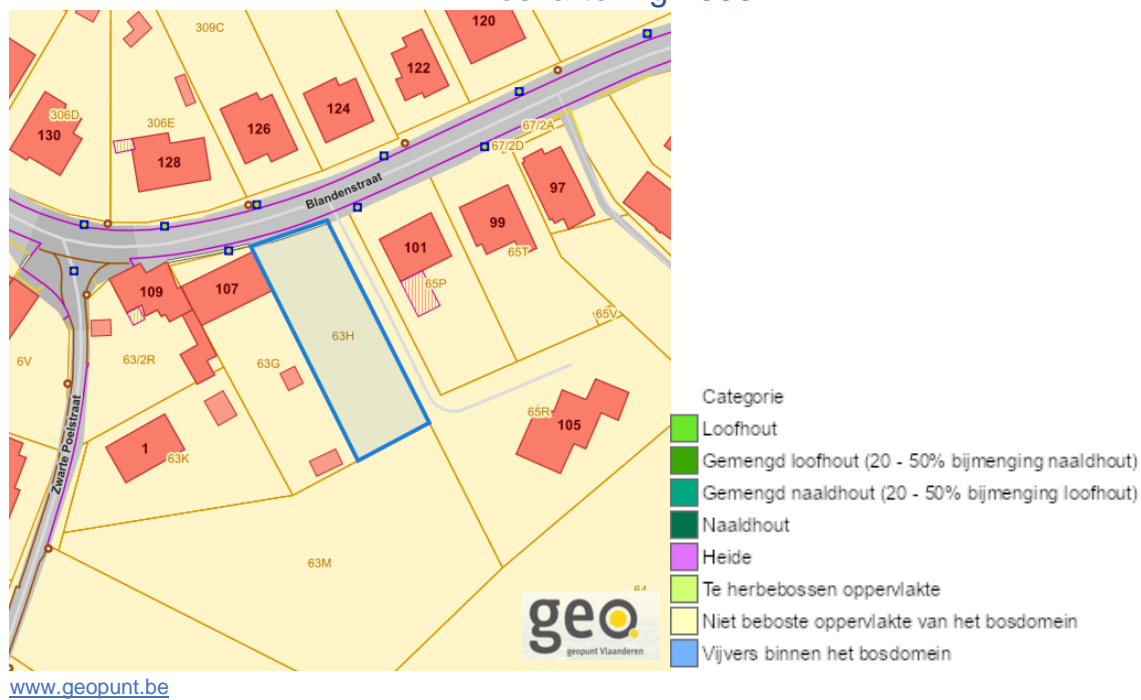 120
309C
122
306D
130
306E
124
126
128
67/2A
67/2D
Blandenstraat
97
99
101
65T
65P
109
107
65V
63H
6V
63/2R
63G
65R
105
Zwarte Poelstraat
1
63K
63M
geo
geopunt Vlaanderen
Categorie
Loofhout
Gemengd loofhout (20 - 50% bijmenging naaldhout)
Gemengd naaldhout (20 - 50% bijmenging loofhout)
Naaldhout
Heide
Te herbebossen oppervlakte
Niet beboste oppervlakte van het bosdomein
Vijvers binnen het bosdomein
www.geopunt.be